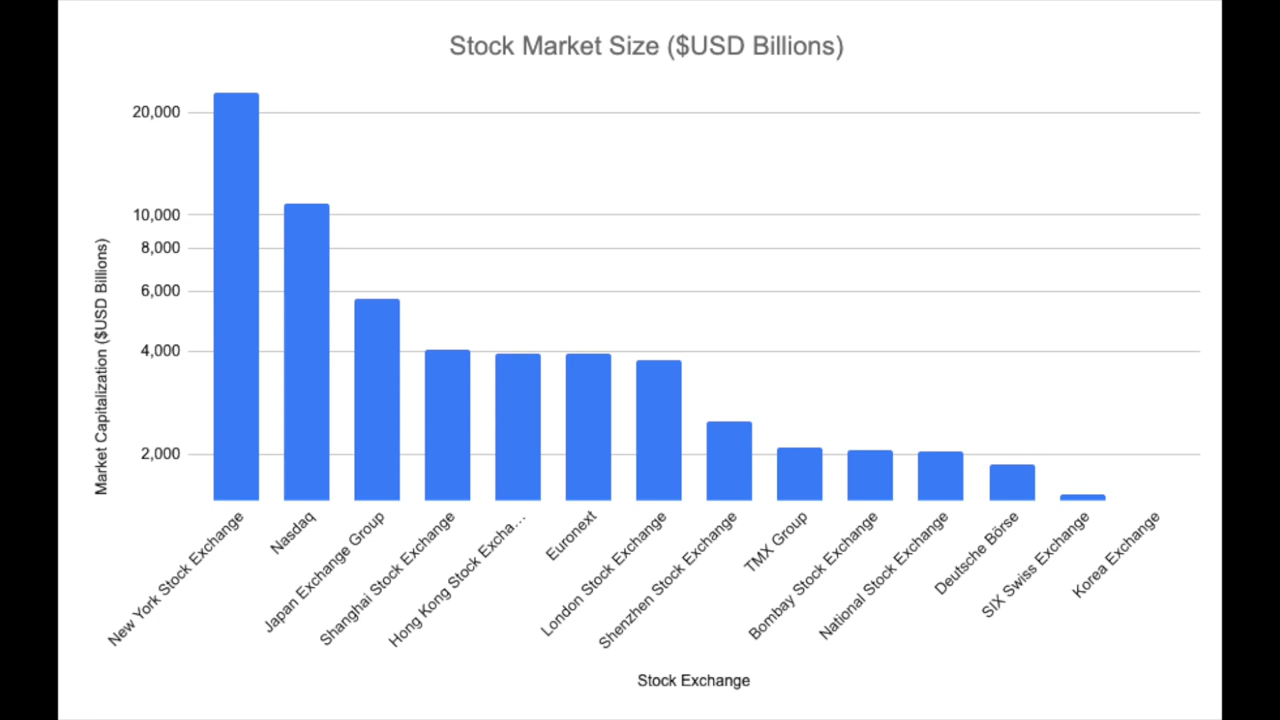 Stock Market Size ($USD Billions)
Market Capitalization ($USD Billions)
20,000
10,000
8,000
6,000
4,000
2,000
New York Stock Exchange
Nasdaq
Japan Exchange Group
Shanghai Stock Exchange
Hong Kong Stock Excha…
Euronext
London Stock Exchange
Shenzhen Stock Exchange
TMX Group
Bombay Stock Exchange
National Stock Exchange
Deutsche Börse
SIX Swiss Exchange
Korea Exchange
Stock Exchange